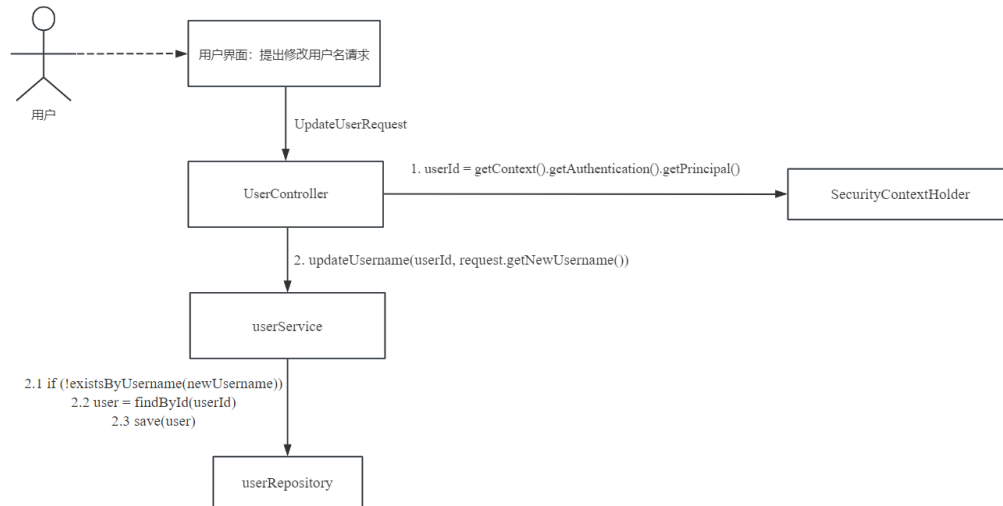 用户界面：提出修改用户名请求
用户
UpdateUserRequest
1. userId = getContext().getAuthentication().getPrincipal()
UserController
SecurityContextHolder
2. updateUsername(userId, request.getNewUsername())
userService
2.1 if (!existsByUsername(newUsername))
2.2 user = findById(userId)
2.3 save(user)
userRepository